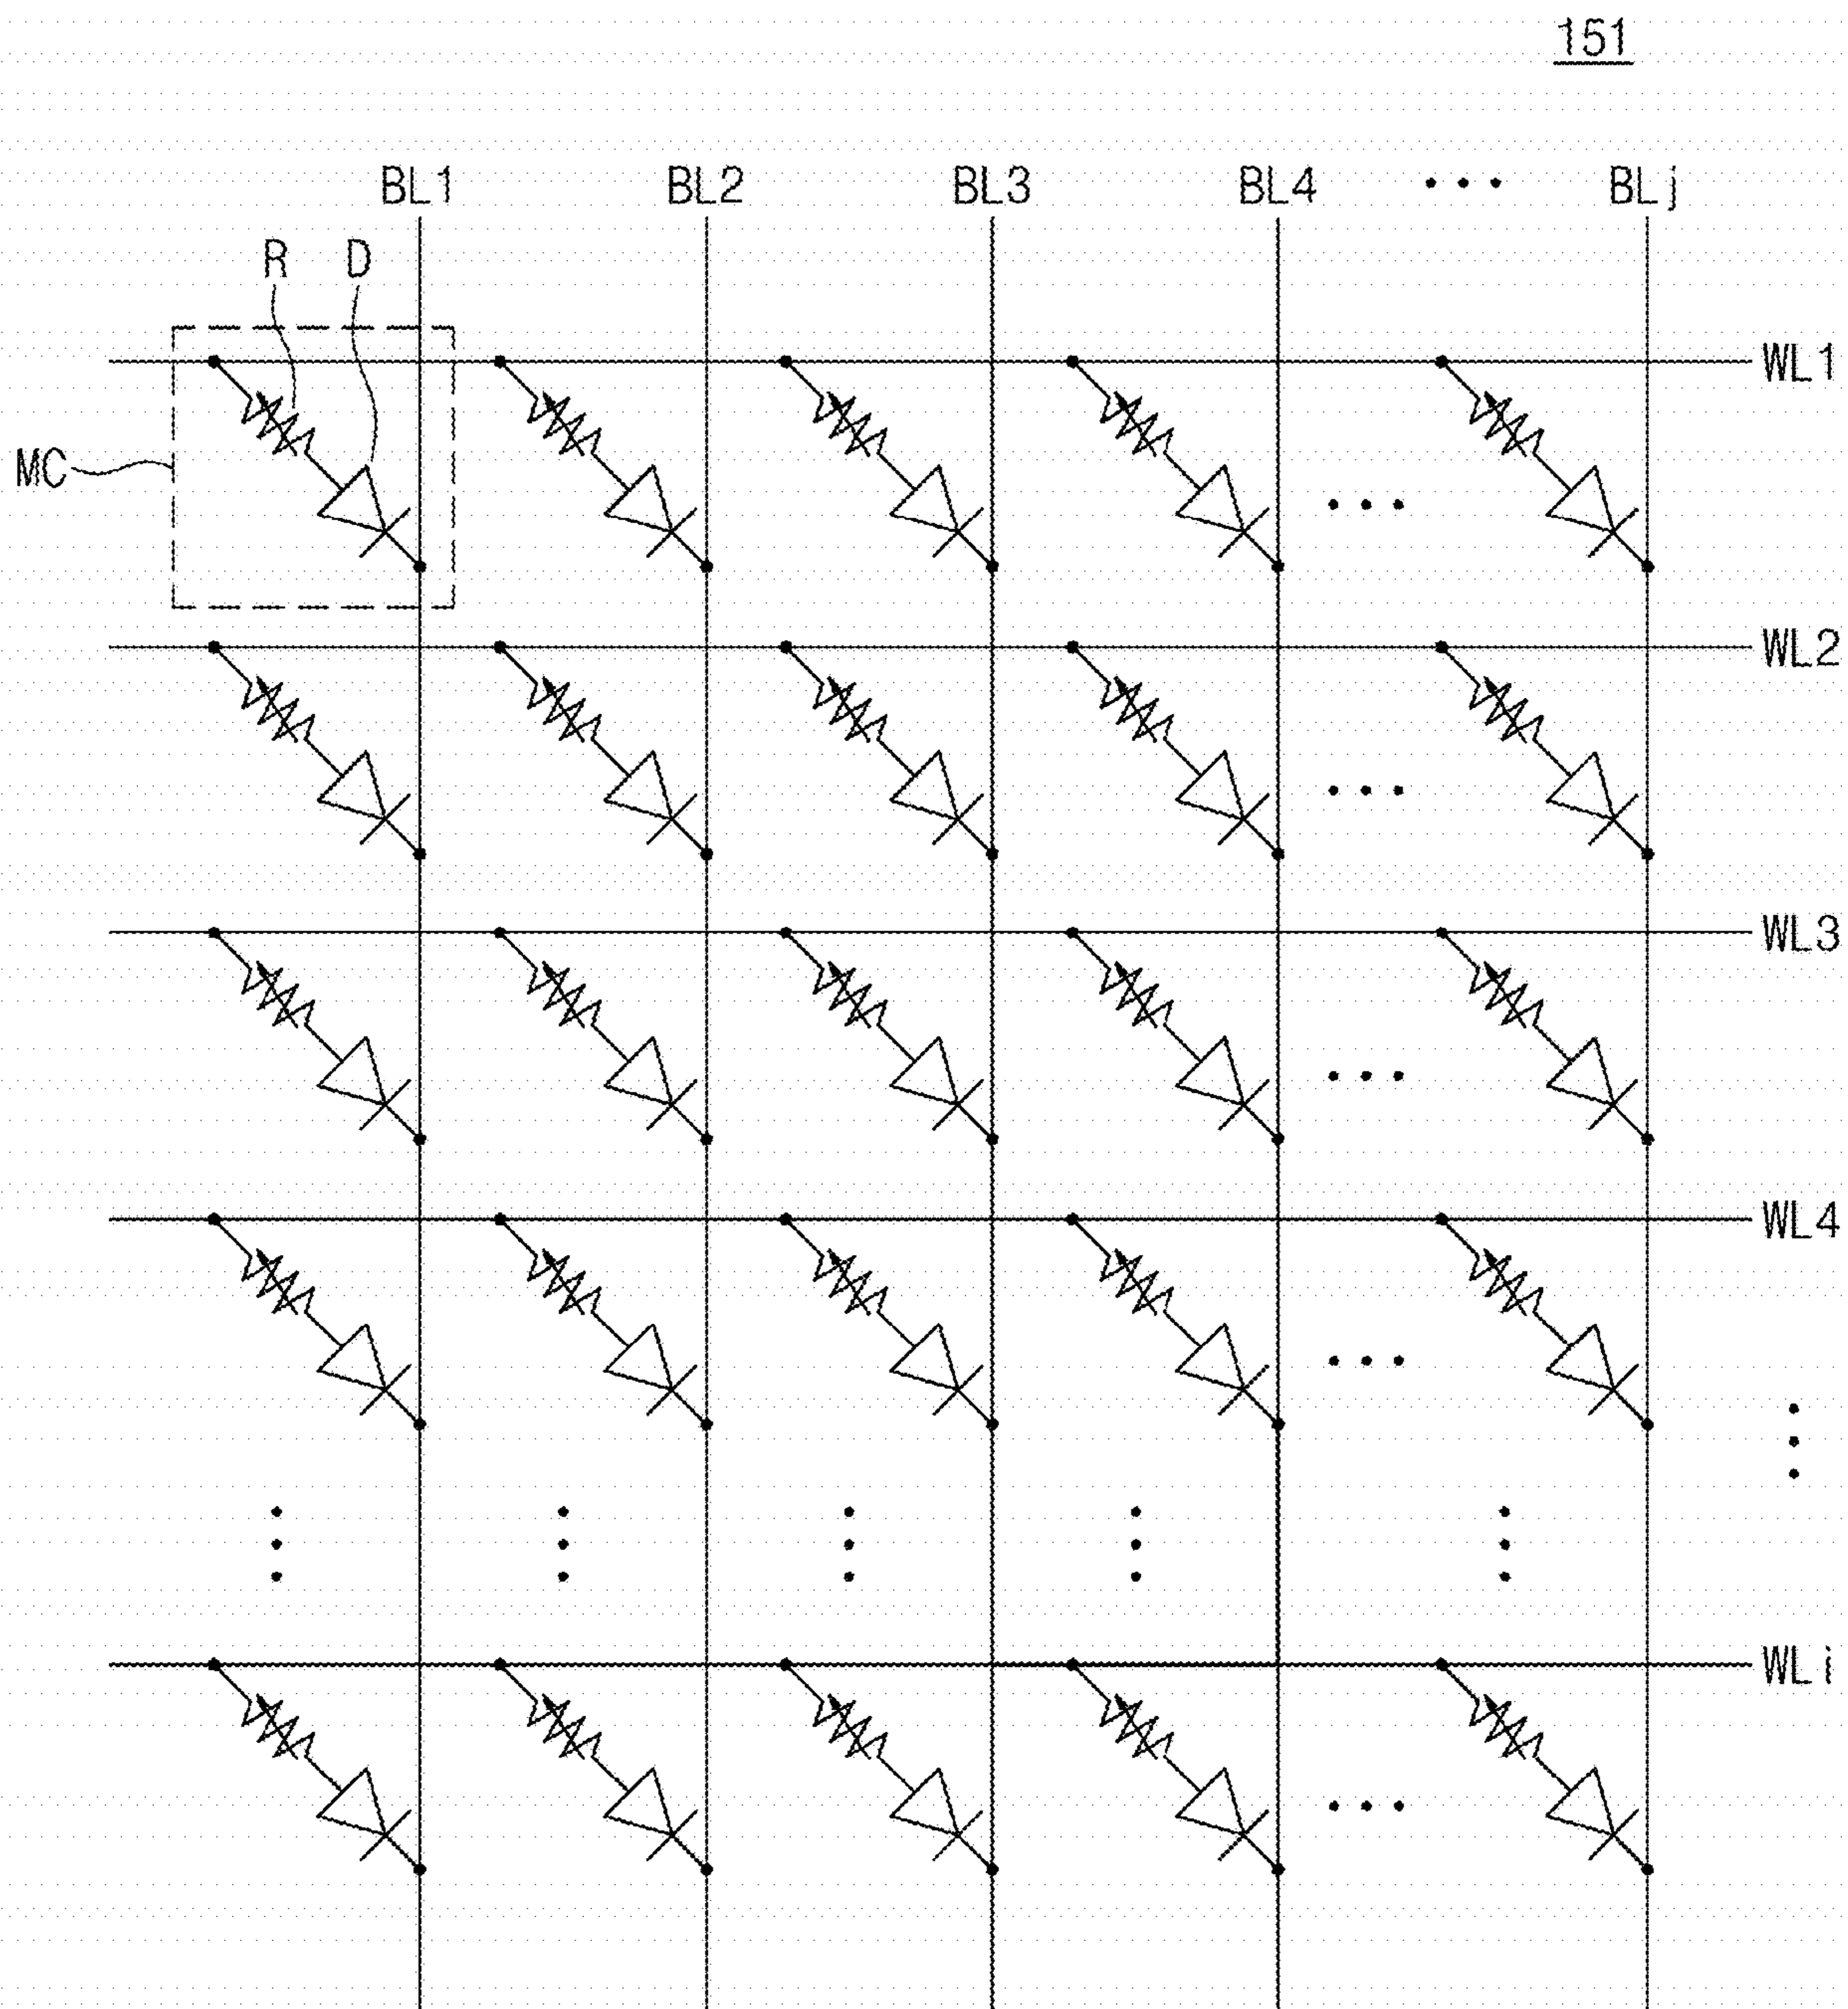 151
BL1 BL2 BL3 BL4 ... BLj
R D
WL1
MC
...
WL2
...
WL3
...
WL4
...
WLi
...